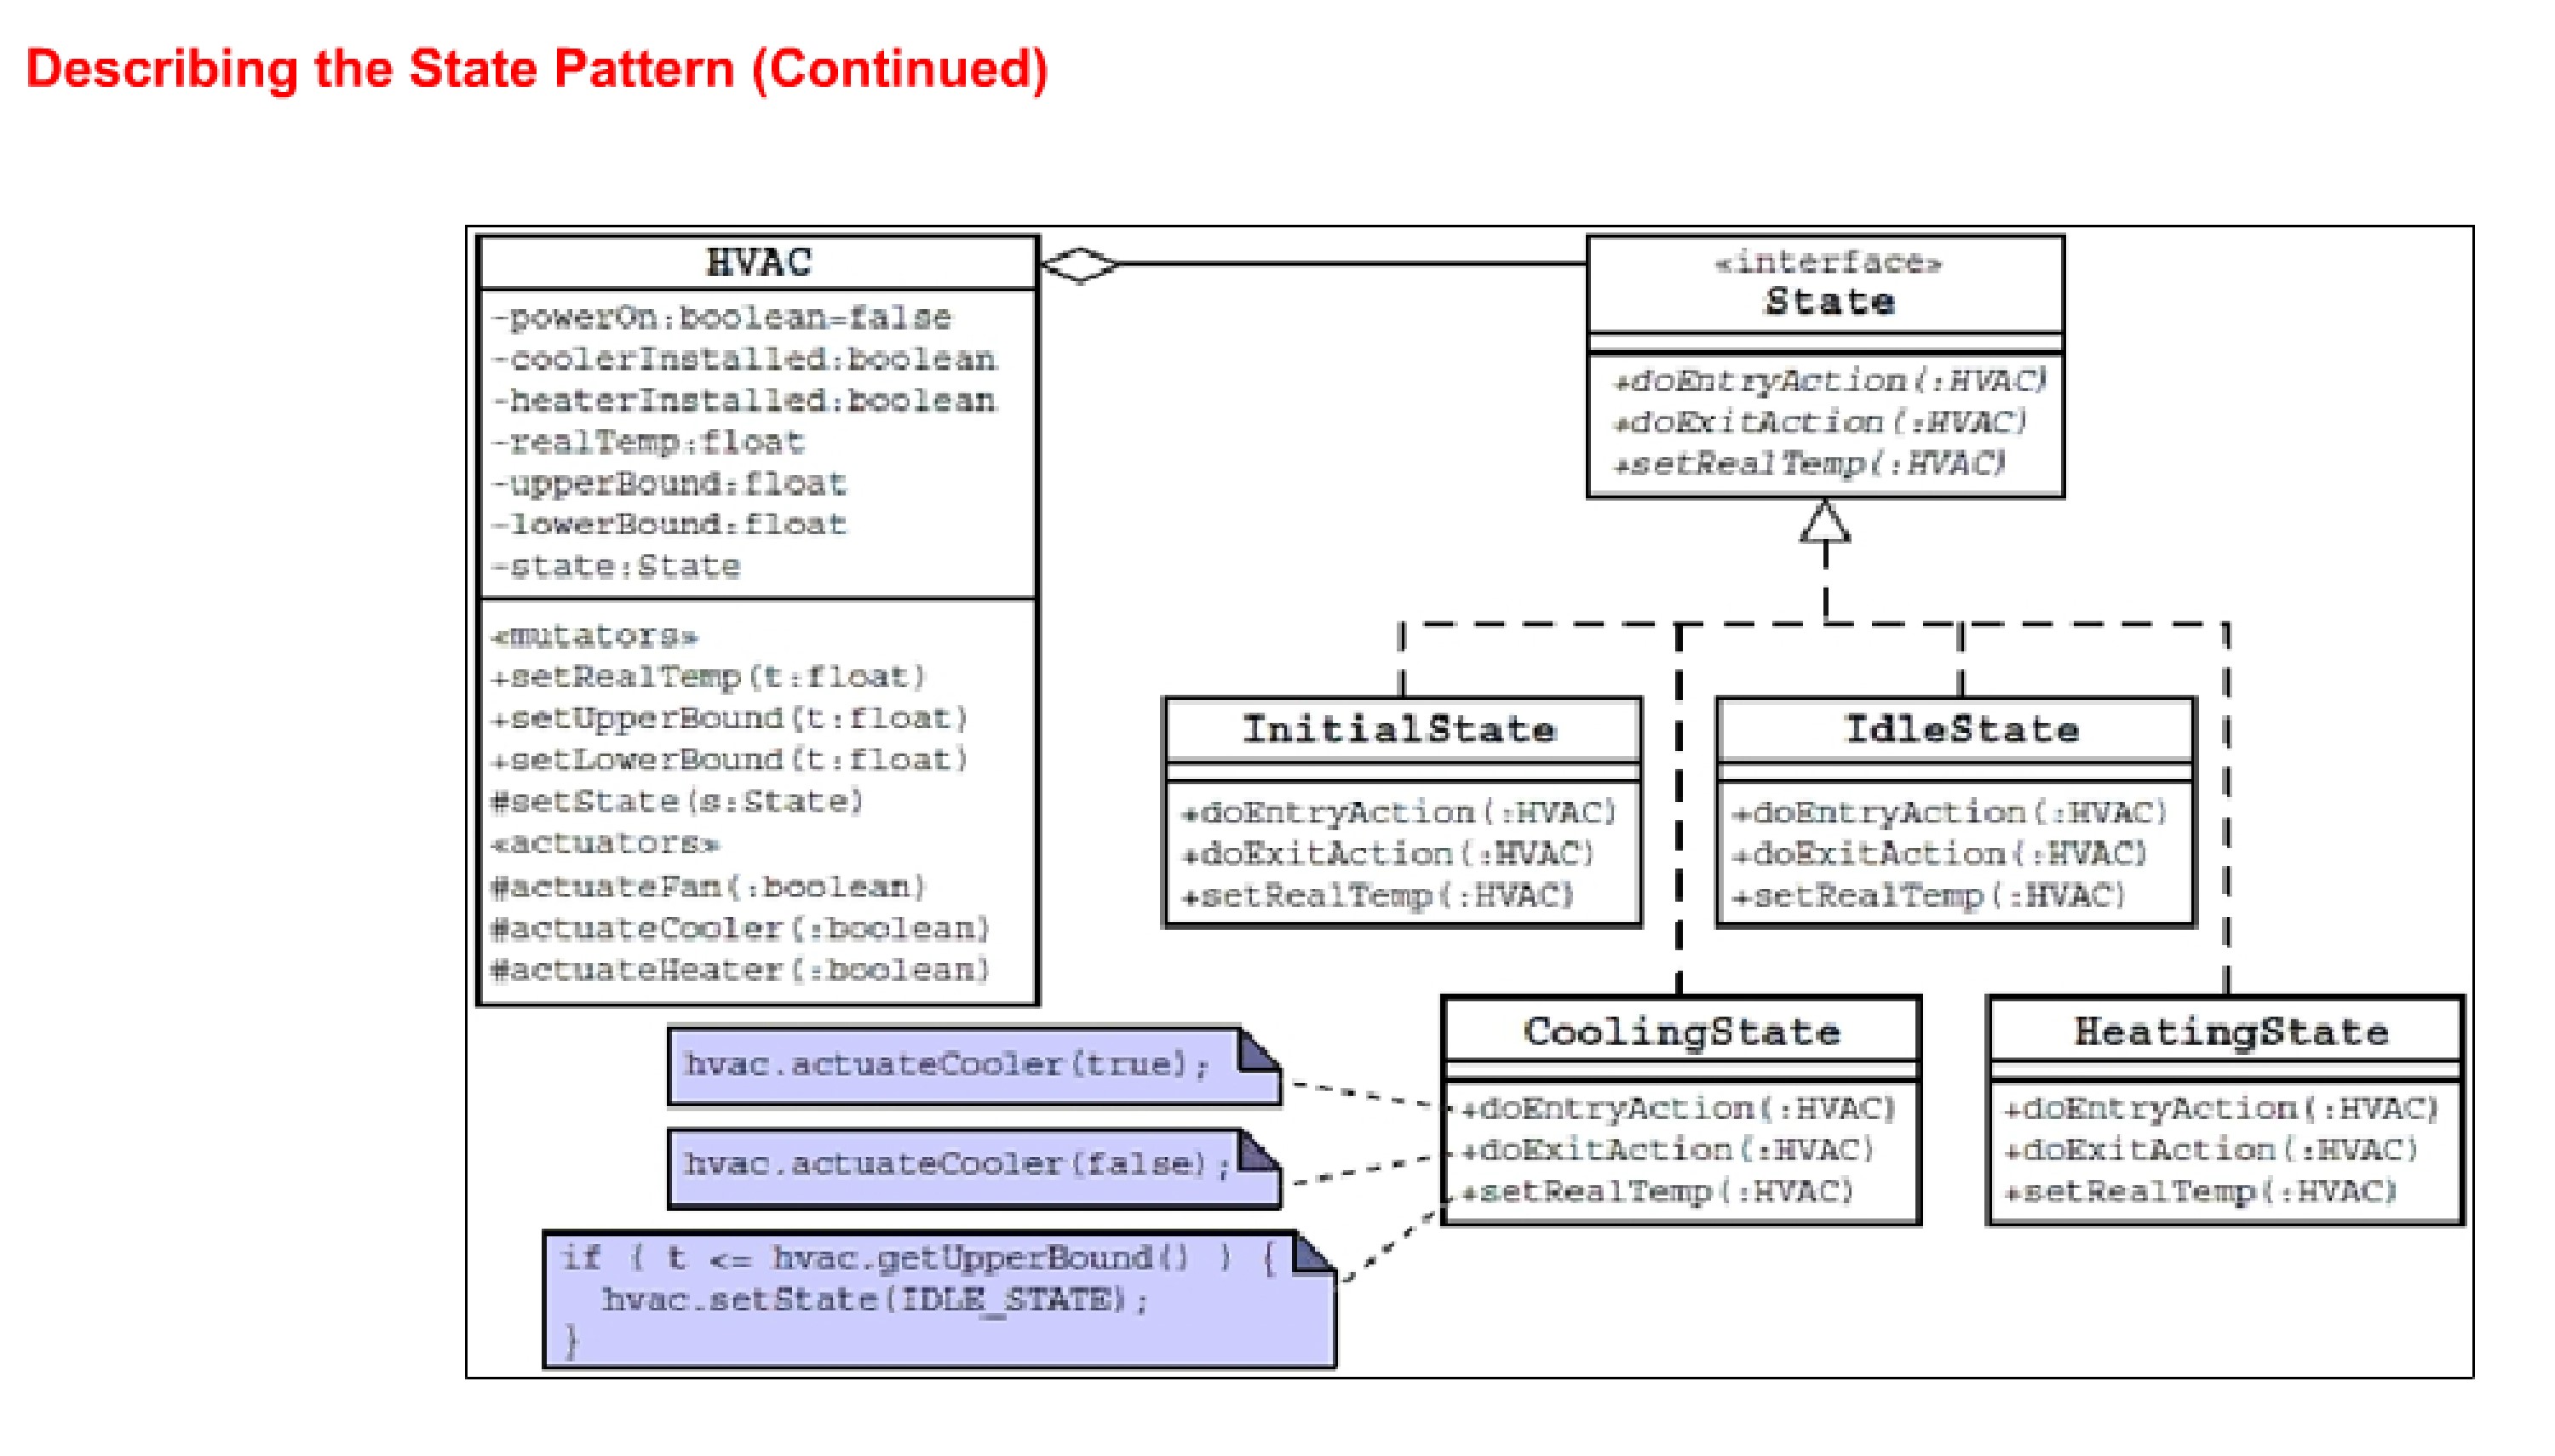 Describing the State Pattern (Continued)
HVAC
-powerOn:boolean=false
-coolerInstalled:boolean
-heaterInstalled:boolean
-realTemp:float
-upperBound:float
-lowerBound:float
-state:State
«mutators»
+setRealTemp(t:float)
+setUpperBound(t:float)
+setLowerBound(t:float)
#setState(s:State)
«actuators»
#actuateFan(:boolean)
#actuateCooler(:boolean)
#actuateHeater(:boolean)
«interface»
State
+doEntryAction(:HVAC)
+doExitAction(:HVAC)
+setRealTemp(:HVAC)
InitialState
+doEntryAction(:HVAC)
+doExitAction(:HVAC)
+setRealTemp(:HVAC)
IdleState
+doEntryAction(:HVAC)
+doExitAction(:HVAC)
+setRealTemp(:HVAC)
CoolingState
+doEntryAction(:HVAC)
+doExitAction(:HVAC)
+setRealTemp(:HVAC)
HeatingState
+doEntryAction(:HVAC)
+doExitAction(:HVAC)
+setRealTemp(:HVAC)
hvac.actuateCooler(true);
hvac.actuateCooler(false);
if ( t <= hvac.getUpperBound() ) {
hvac.setState(IDLE_STATE);
}